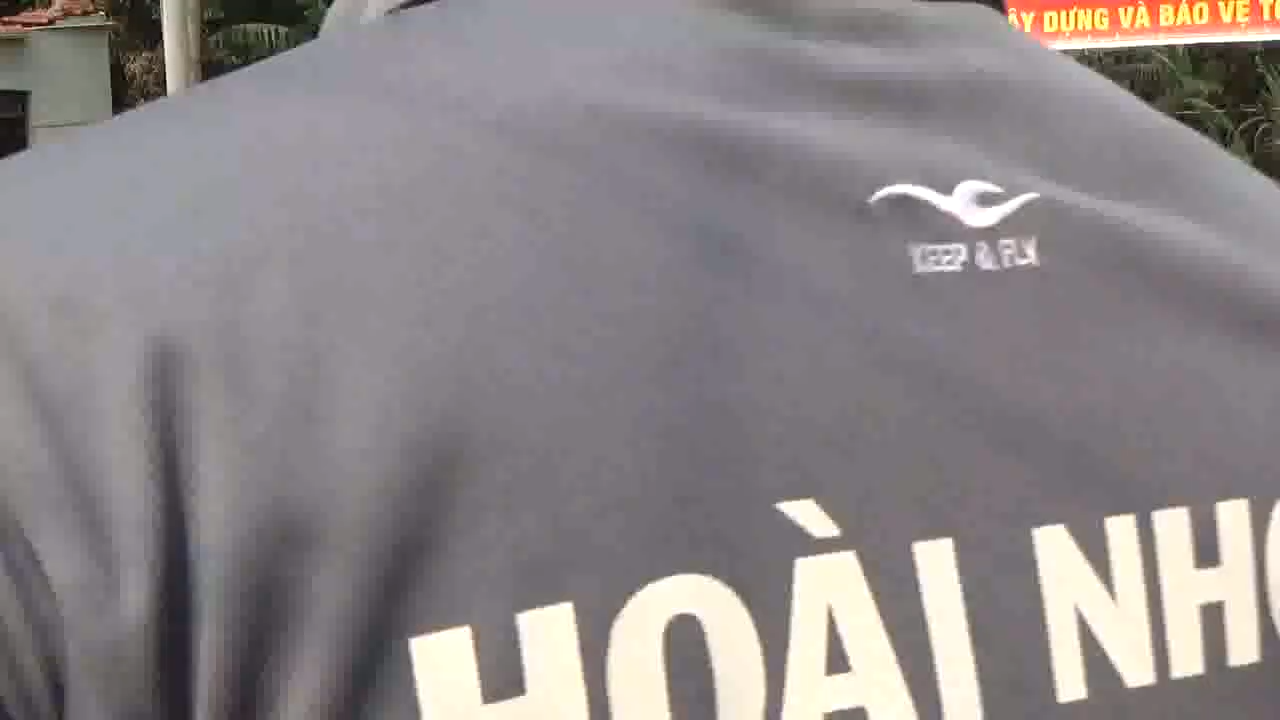 ÂY DỰNG VÀ BẢO VỆ T
KEEP & FLY
HOÀI NH